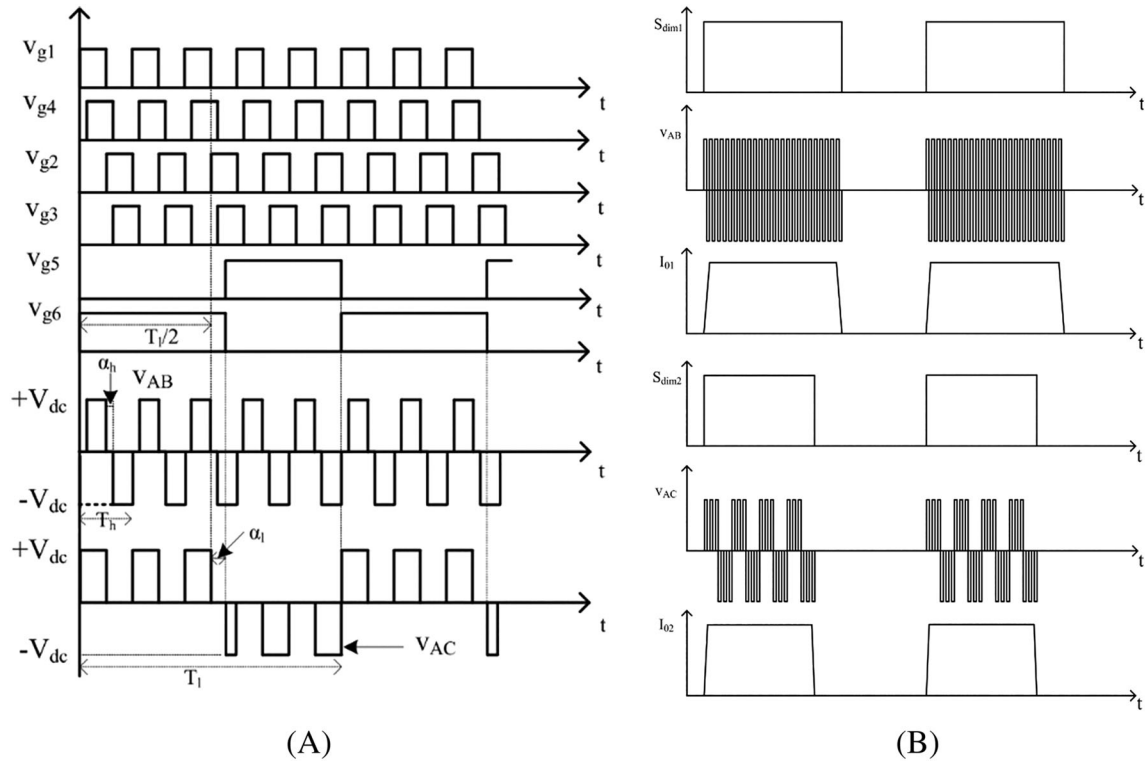 vg1
t
vg4
t
vg2
t
vg3
t
vg5
t
vg6
Tl/2
t
αh
vAB
+Vdc
t
-Vdc
Th
+Vdc
αl
t
-Vdc
vAC
Tl
(A)
Sdim1
t
vAB
t
I01
t
Sdim2
t
vAC
t
I02
t
(B)